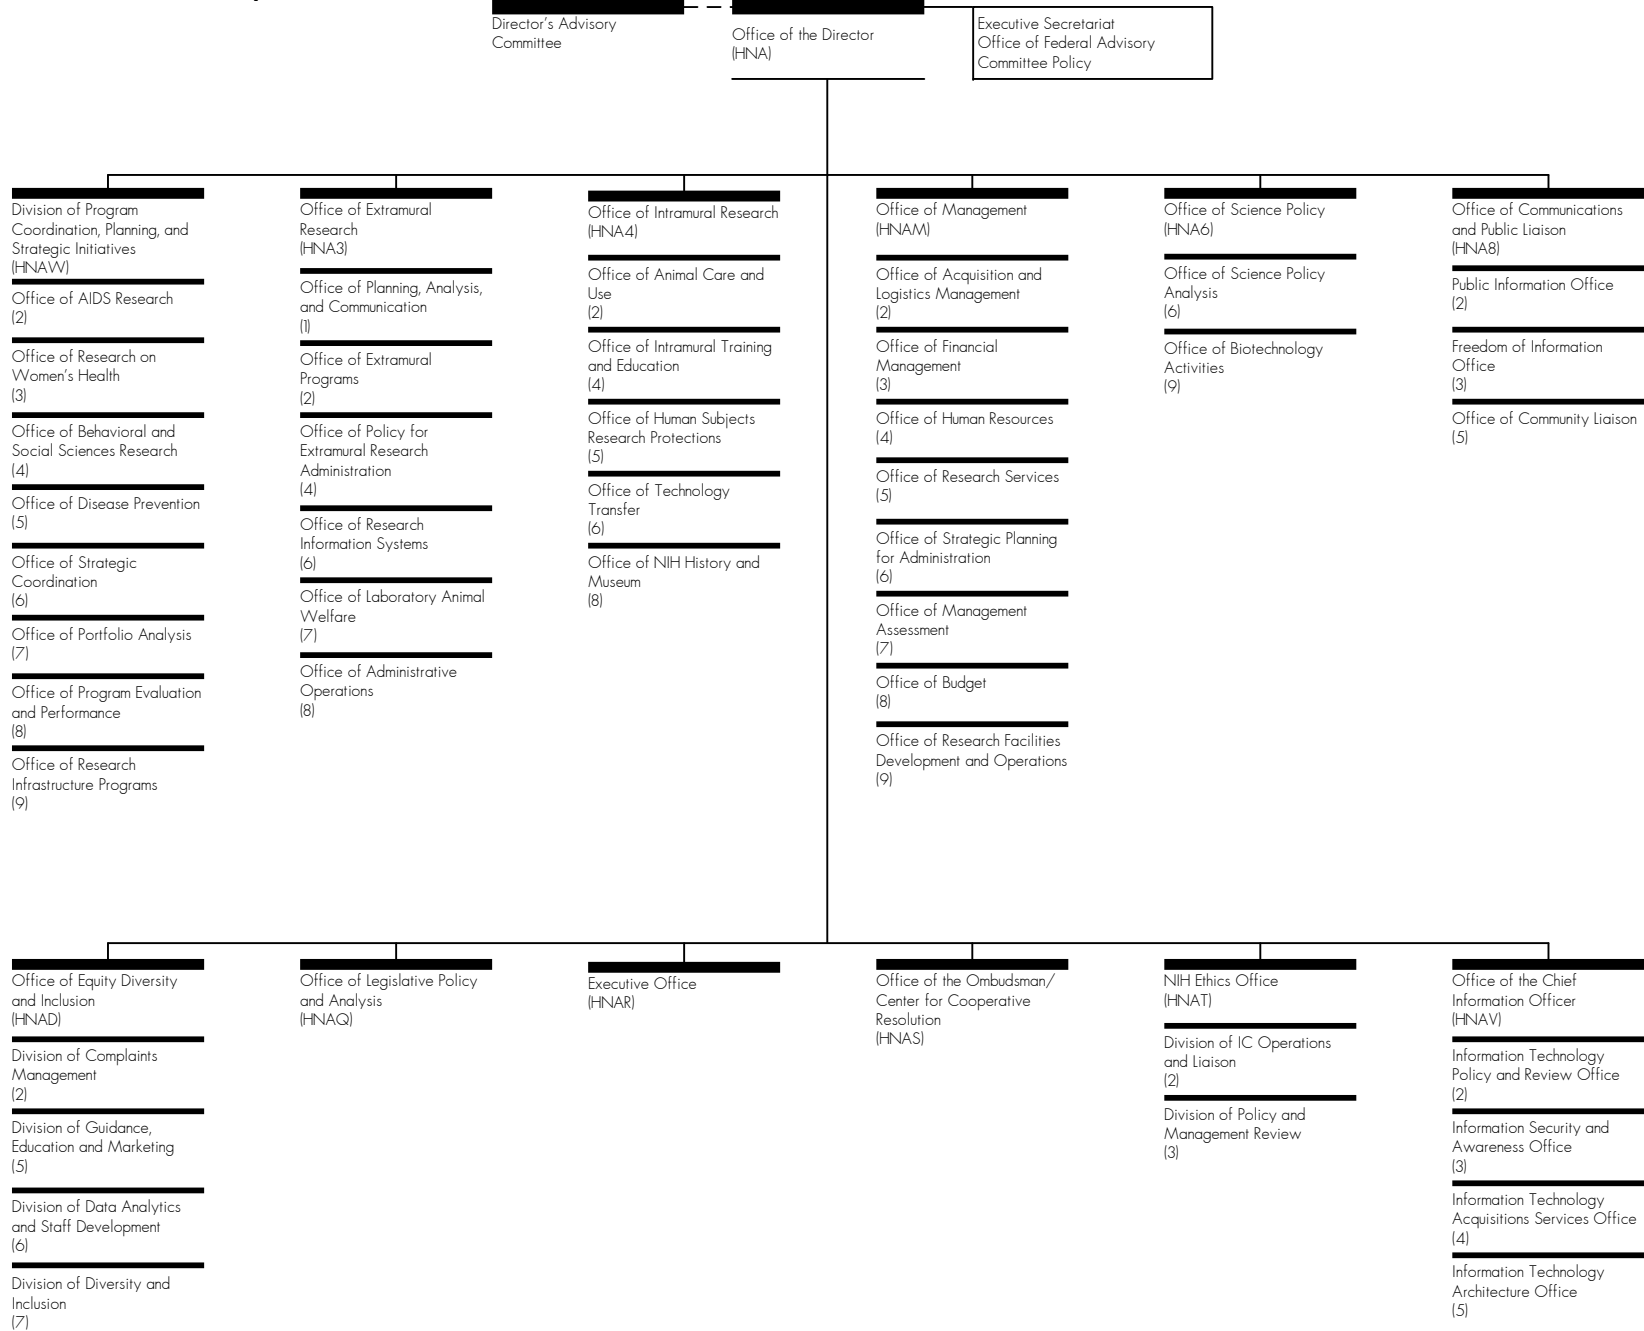 Director's Advisory
Committee
Office of the Director
(HNA)
Executive Secretariat
Office of Federal Advisory
Committee Policy
Division of Program
Coordination, Planning, and
Strategic Initiatives
(HNAW)
Office of AIDS Research
(2)
Office of Research on
Women's Health
(3)
Office of Behavioral and
Social Sciences Research
(4)
Office of Disease Prevention
(5)
Office of Strategic
Coordination
(6)
Office of Portfolio Analysis
(7)
Office of Program Evaluation
and Performance
(8)
Office of Research
Infrastructure Programs
(9)
Office of Extramural
Research
(HNA3)
Office of Planning, Analysis,
and Communication
(1)
Office of Extramural
Programs
(2)
Office of Policy for
Extramural Research
Administration
(4)
Office of Research
Information Systems
(6)
Office of Laboratory Animal
Welfare
(7)
Office of Administrative
Operations
(8)
Office of Intramural Research
(HNA4)
Office of Animal Care and
Use
(2)
Office of Intramural Training
and Education
(4)
Office of Human Subjects
Research Protections
(5)
Office of Technology
Transfer
(6)
Office of NIH History and
Museum
(8)
Office of Management
(HNAM)
Office of Acquisition and
Logistics Management
(2)
Office of Financial
Management
(3)
Office of Human Resources
(4)
Office of Research Services
(5)
Office of Strategic Planning
for Administration
(6)
Office of Management
Assessment
(7)
Office of Budget
(8)
Office of Research Facilities
Development and Operations
(9)
Office of Science Policy
(HNA6)
Office of Science Policy
Analysis
(6)
Office of Biotechnology
Activities
(9)
Office of Communications
and Public Liaison
(HNA8)
Public Information Office
(2)
Freedom of Information
Office
(3)
Office of Community Liaison
(5)
Office of Equity Diversity
and Inclusion
(HNAD)
Division of Complaints
Management
(2)
Division of Guidance,
Education and Marketing
(5)
Division of Data Analytics
and Staff Development
(6)
Division of Diversity and
Inclusion
(7)
Office of Legislative Policy
and Analysis
(HNAQ)
Executive Office
(HNAR)
Office of the Ombudsman/
Center for Cooperative
Resolution
(HNAS)
NIH Ethics Office
(HNAT)
Division of IC Operations
and Liaison
(2)
Division of Policy and
Management Review
(3)
Office of the Chief
Information Officer
(HNAV)
Information Technology
Policy and Review Office
(2)
Information Security and
Awareness Office
(3)
Information Technology
Acquisitions Services Office
(4)
Information Technology
Architecture Office
(5)